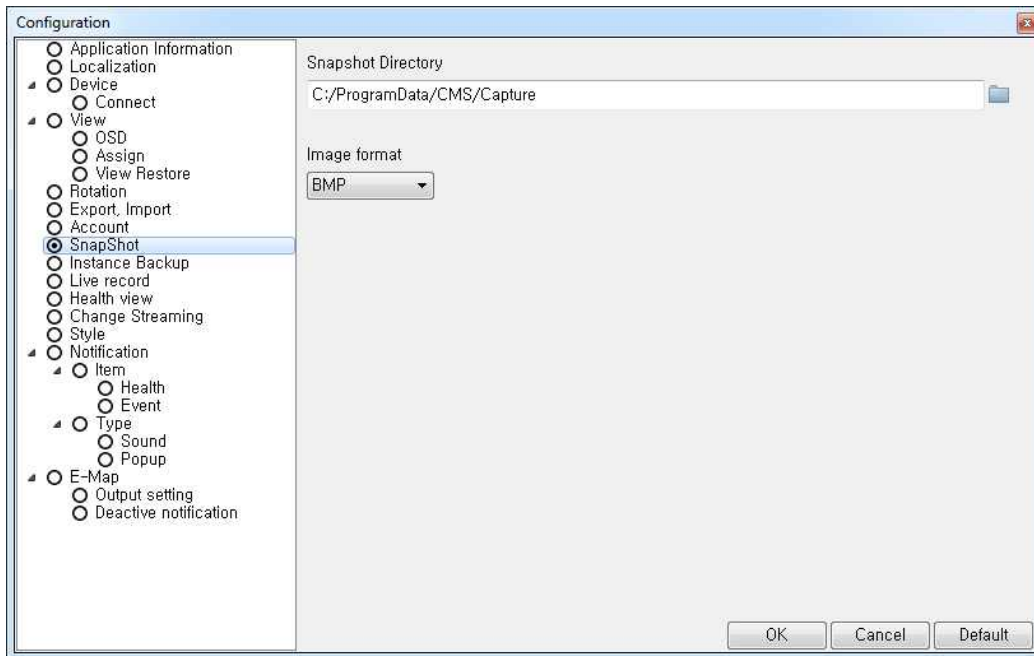 Configuration
Application Information
Localization
Device
Connect
View
OSD
Assign
View Restore
Rotation
Export, Import
Account
SnapShot
Instance Backup
Live record
Health view
Change Streaming
Style
Notification
Item
Health
Event
Type
Sound
Popup
E-Map
Output setting
Deactive notification
Snapshot Directory
C:/ProgramData/CMS/Capture
Image format
BMP
OK
Cancel
Default